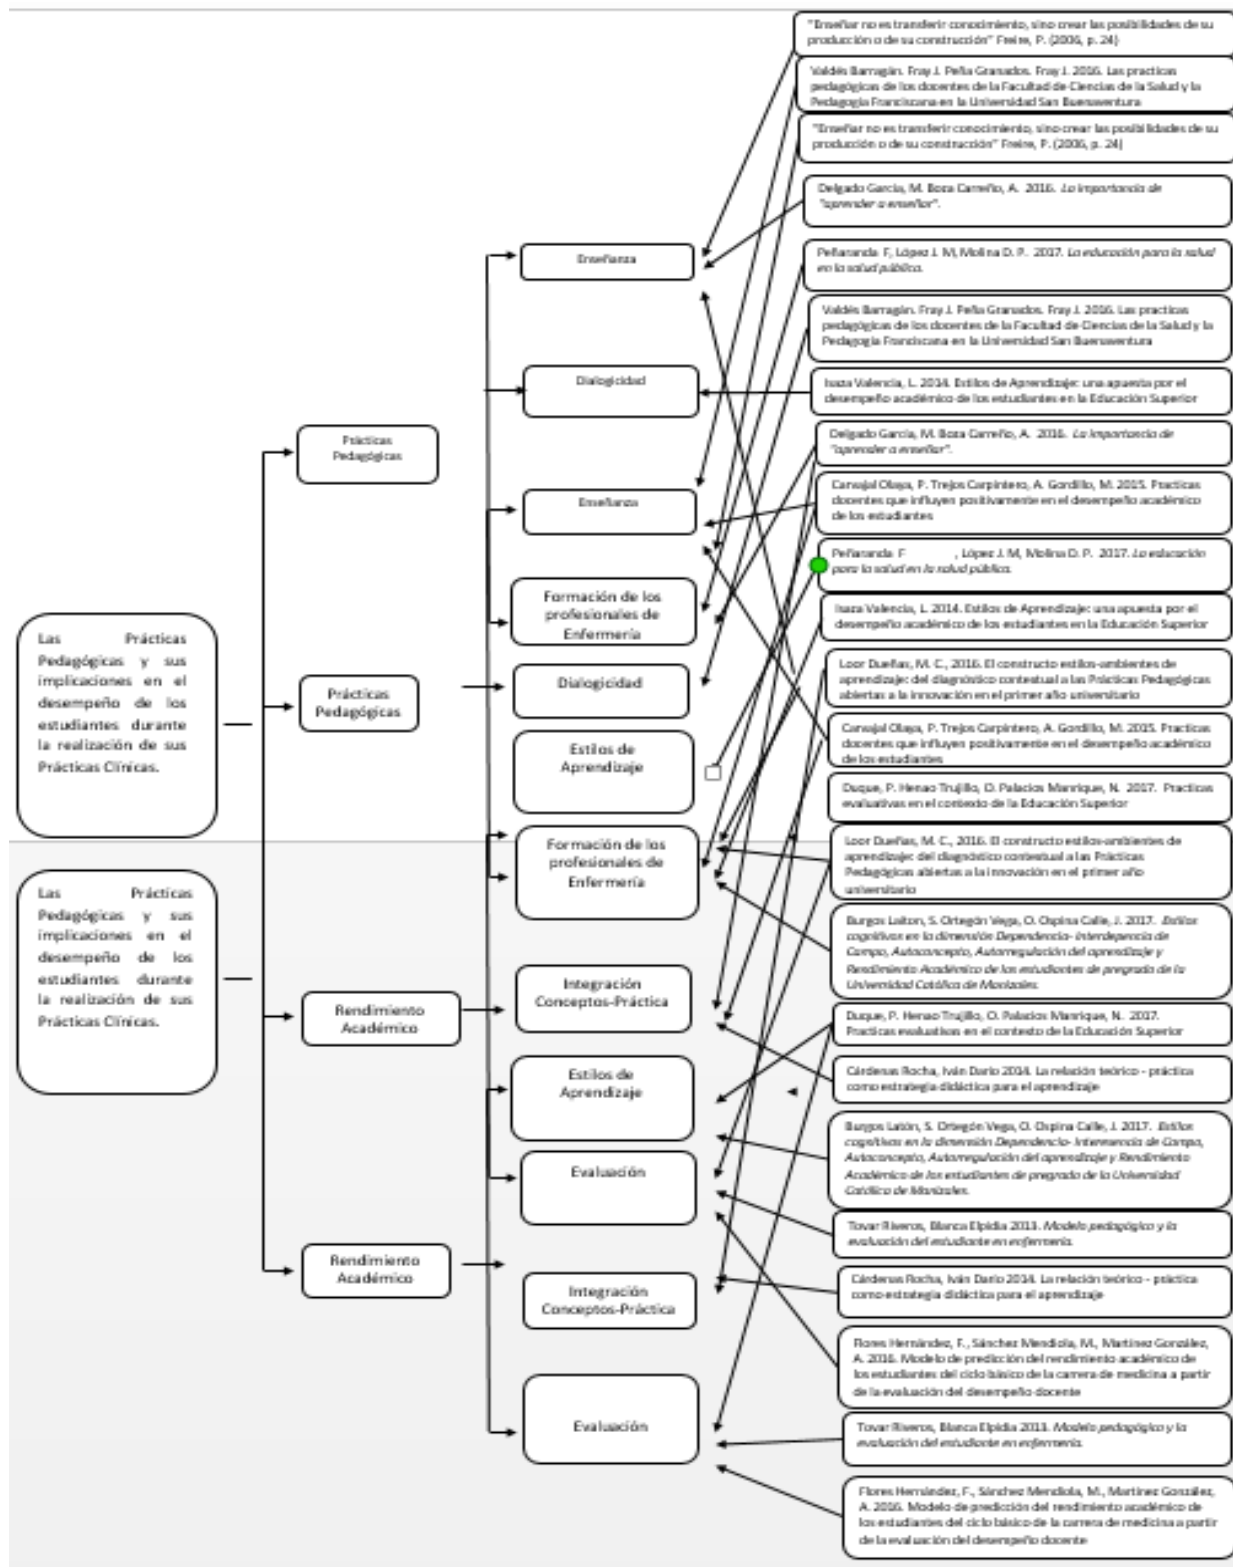 Las Prácticas
Pedagógicas y sus
implicaciones en el
desempeño de los
estudiantes durante
la realización de sus
Prácticas Clínicas.
Las Prácticas
Pedagógicas y sus
implicaciones en el
desempeño de los
estudiantes durante
la realización de sus
Prácticas Clínicas.
Prácticas
Pedagógicas
Prácticas
Pedagógicas
Rendimiento
Académico
Rendimiento
Académico
Enseñanza
Dialogicidad
Enseñanza
Formación de los
profesionales de
Enfermería
Dialogicidad
Estilos de
Aprendizaje
Formación de los
profesionales de
Enfermería
Integración
Conceptos-Práctica
Estilos de
Aprendizaje
Evaluación
Integración
Conceptos-Práctica
Evaluación
"Enseñar no es transferir conocimiento, sino crear las posibilidades de su
producción o de su construcción" Freire, P. (2006, p. 24)
Valdés Barragán. Fray J. Peña Granados. Fray J. 2016. Las practicas
pedagógicas de los docentes de la Facultad de Ciencias de la Salud y la
Pedagogía Franciscana en la Universidad San Buenaventura
"Enseñar no es transferir conocimiento, sino crear las posibilidades de su
producción o de su construcción" Freire, P. (2006, p. 24)
Delgado García, M. Boza Carreño, A. 2016. La importancia de
"aprender a enseñar".
Peñaranda F, López J. M, Molina D. P. 2017. La educación para la salud
en la salud pública.
Valdés Barragán. Fray J. Peña Granados. Fray J. 2016. Las practicas
pedagógicas de los docentes de la Facultad de Ciencias de la Salud y la
Pedagogía Franciscana en la Universidad San Buenaventura
Isaza Valencia, L. 2014. Estilos de Aprendizaje: una apuesta por el
desempeño académico de los estudiantes en la Educación Superior
Delgado García, M. Boza Carreño, A. 2016. La importancia de
"aprender a enseñar".
Carvajal Olaya, P. Trejos Carpintero, A. Gordillo, M. 2015. Practicas
docentes que influyen positivamente en el desempeño académico
de los estudiantes
Peñaranda F , López J. M, Molina D. P. 2017. La educación
para la salud en la salud pública.
Isaza Valencia, L. 2014. Estilos de Aprendizaje: una apuesta por el
desempeño académico de los estudiantes en la Educación Superior
Loor Dueñas, M. C., 2016. El constructo estilos-ambientes de
aprendizaje: del diagnóstico contextual a las Prácticas Pedagógicas
abiertas a la innovación en el primer año universitario
Carvajal Olaya, P. Trejos Carpintero, A. Gordillo, M. 2015. Practicas
docentes que influyen positivamente en el desempeño académico
de los estudiantes
Duque, P. Henao Trujillo, O. Palacios Manrique, N. 2017. Practicas
evaluativas en el contexto de la Educación Superior
Loor Dueñas, M. C., 2016. El constructo estilos-ambientes de
aprendizaje: del diagnóstico contextual a las Prácticas
Pedagógicas abiertas a la innovación en el primer año
universitario
Burgos Laiton, S. Ortegón Vega, O. Ospina Calle, J. 2017. Estilos
cognitivos en la dimensión Dependencia- de
Campo, Autoconcepto, Autorregulación del aprendizaje y
Rendimiento Académico de los estudiantes de pregrado de la
Universidad Católica de Manizales.
Duque, P. Henao Trujillo, O. Palacios Manrique, N. 2017.
Practicas evaluativas en el contexto de la Educación Superior
Cárdenas Rocha, Iván Darío 2014. La relación teórico - práctica
como estrategia didáctica para el aprendizaje
Burgos S. Ortegón Vega, O. Ospina Calle, J. 2017. Estilos
cognitivos en la dimensión Dependencia- de Campo,
Autoconcepto, Autorregulación del aprendizaje y Rendimiento
Académico de los estudiantes de pregrado de la Universidad
Católica de Manizales.
Tovar Riveros, Blanca Elpidia 2013. Modelo pedagógico y la
evaluación del estudiante en enfermería.
Cárdenas Rocha, Iván Darío 2014. La relación teórico - práctica
como estrategia didáctica para el aprendizaje
Flores Hernández, F., Sánchez Mendiola, M., Martínez González,
A. 2016. Modelo de predicción del rendimiento académico de
los estudiantes del ciclo básico de la carrera de medicina a partir
de la evaluación del desempeño docente
Tovar Riveros, Blanca Elpidia 2013. Modelo pedagógico y la
evaluación del estudiante en enfermería.
Flores Hernández, F., Sánchez Mendiola, M., Martínez González,
A. 2016. Modelo de predicción del rendimiento académico de
los estudiantes del ciclo básico de la carrera de medicina a partir
de la evaluación del desempeño docente